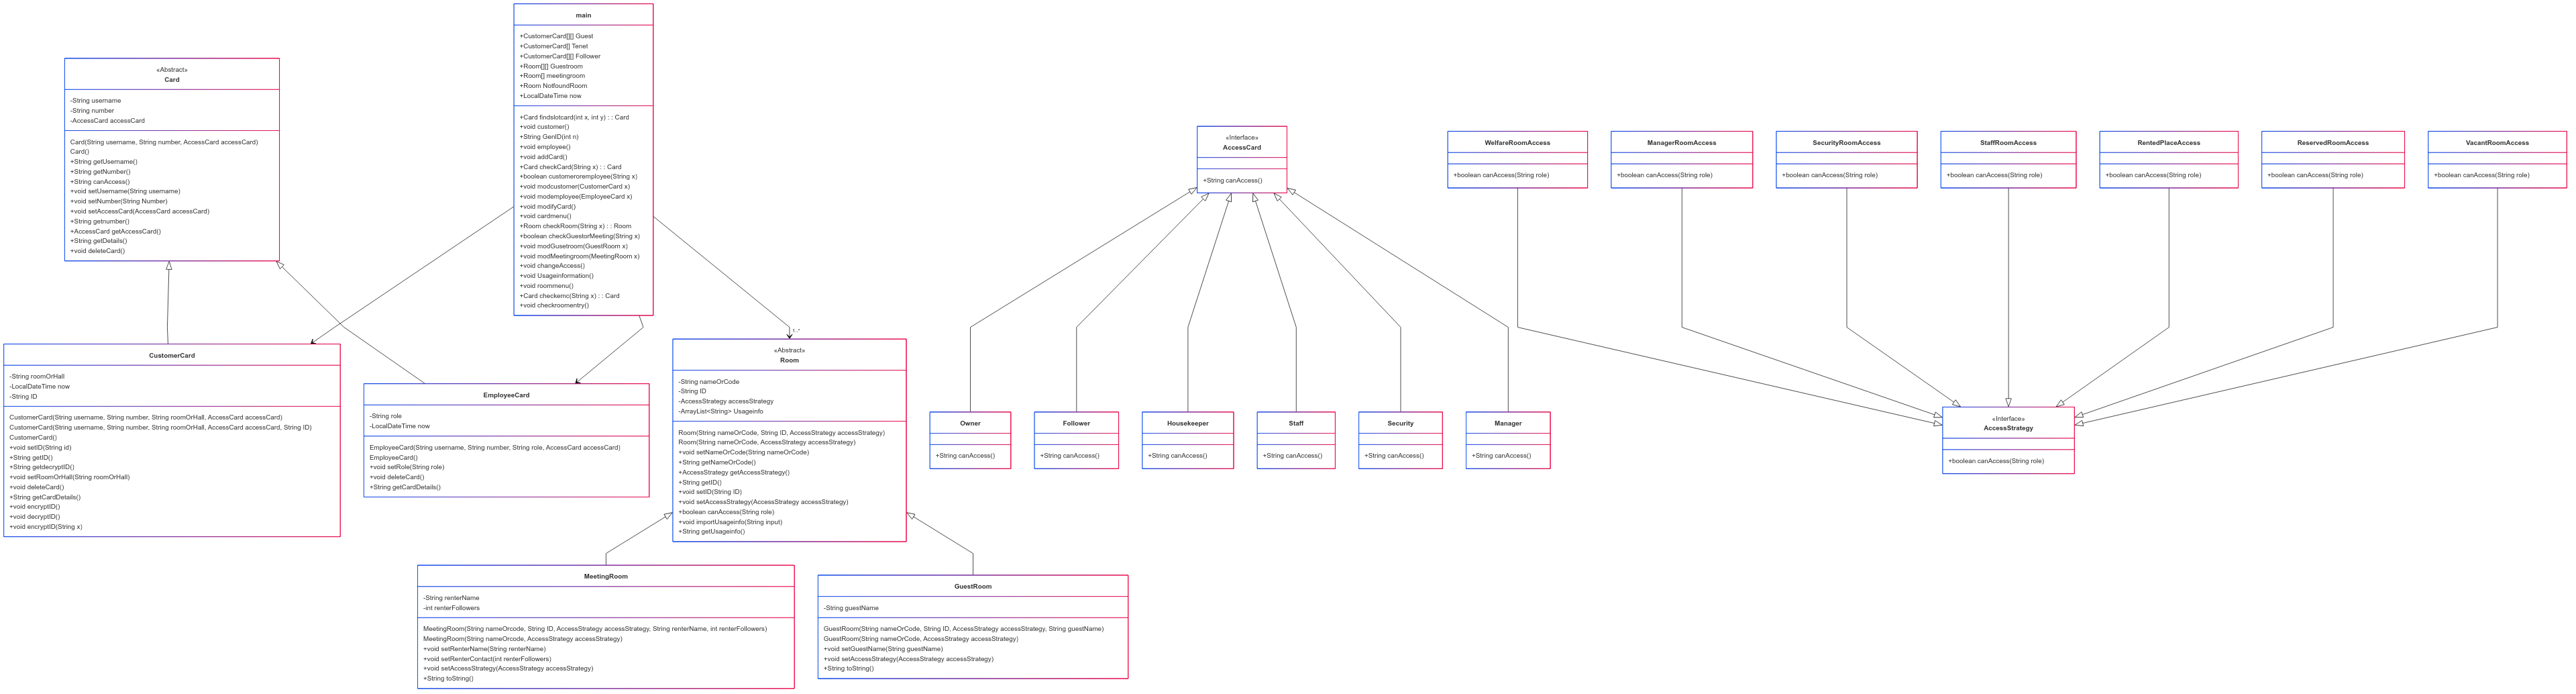 «Abstract»
Card
-String username
-String number
-AccessCard accessCard
Card(String username, String number, AccessCard accessCard)
Card()
+String getUsername()
+String getNumber()
+String canAccess()
+void setUsername(String username)
+void setNumber(String Number)
+void setAccessCard(AccessCard accessCard)
+String getnumber()
+AccessCard getAccessCard()
+String getDetails()
+void deleteCard()
main
+CustomerCard[][] Guest
+CustomerCard[] Tenet
+CustomerCard[][] Follower
+Room[][] Guestroom
+Room[] meetingroom
+Room NotfoundRoom
+LocalDateTime now
+Card findslotcard(int x, int y) : : Card
+void customer()
+String GenID(int n)
+void employee()
+void addCard()
+Card checkCard(String x) : : Card
+boolean customeroremployee(String x)
+void modcustomer(CustomerCard x)
+void modemployee(EmployeeCard x)
+void modifyCard()
+void cardmenu()
+Room checkRoom(String x) : : Room
+boolean checkGuestorMeeting(String x)
+void modGusetroom(GuestRoom x)
+void modMeetingroom(MeetingRoom x)
+void changeAccess()
+void Usageinformation()
+void roommenu()
+Card checkemc(String x) : : Card
+void checkroomentry()
«Interface»
AccessCard
+String canAccess()
WelfareRoomAccess
+boolean canAccess(String role)
ManagerRoomAccess
+boolean canAccess(String role)
SecurityRoomAccess
+boolean canAccess(String role)
StaffRoomAccess
+boolean canAccess(String role)
RentedPlaceAccess
+boolean canAccess(String role)
ReservedRoomAccess
+boolean canAccess(String role)
VacantRoomAccess
+boolean canAccess(String role)
CustomerCard
-String roomOrHall
-LocalDateTime now
-String ID
CustomerCard(String username, String number, String roomOrHall, AccessCard accessCard)
CustomerCard(String username, String number, String roomOrHall, AccessCard accessCard, String ID)
CustomerCard()
+void setID(String id)
+String getID()
+String getdecryptID()
+void setRoomOrHall(String roomOrHall)
+void deleteCard()
+String getCardDetails()
+void encryptID()
+void decryptID()
+void encryptID(String x)
EmployeeCard
-String role
-LocalDateTime now
EmployeeCard(String username, String number, String role, AccessCard accessCard)
EmployeeCard()
+void setRole(String role)
+void deleteCard()
+String getCardDetails()
1..*
«Abstract»
Room
-String nameOrCode
-String ID
-AccessStrategy accessStrategy
-ArrayList<String> Usageinfo
Room(String nameOrCode, String ID, AccessStrategy accessStrategy)
Room(String nameOrCode, AccessStrategy accessStrategy)
+void setNameOrCode(String nameOrCode)
+String getNameOrCode()
+AccessStrategy getAccessStrategy()
+String getID()
+void setID(String ID)
+void setAccessStrategy(AccessStrategy accessStrategy)
+boolean canAccess(String role)
+void importUsageinfo(String input)
+String getUsageinfo()
Owner
+String canAccess()
Follower
+String canAccess()
Housekeeper
+String canAccess()
Staff
+String canAccess()
Security
+String canAccess()
Manager
+String canAccess()
«Interface»
AccessStrategy
+boolean canAccess(String role)
MeetingRoom
-String renterName
-int renterFollowers
MeetingRoom(String nameOrcode, String ID, AccessStrategy accessStrategy, String renterName, int renterFollowers)
MeetingRoom(String nameOrcode, AccessStrategy accessStrategy)
+void setRenterName(String renterName)
+void setRenterContact(int renterFollowers)
+void setAccessStrategy(AccessStrategy accessStrategy)
+String toString()
GuestRoom
-String guestName
GuestRoom(String nameOrCode, String ID, AccessStrategy accessStrategy, String guestName)
GuestRoom(String nameOrCode, AccessStrategy accessStrategy)
+void setGuestName(String guestName)
+void setAccessStrategy(AccessStrategy accessStrategy)
+String toString()